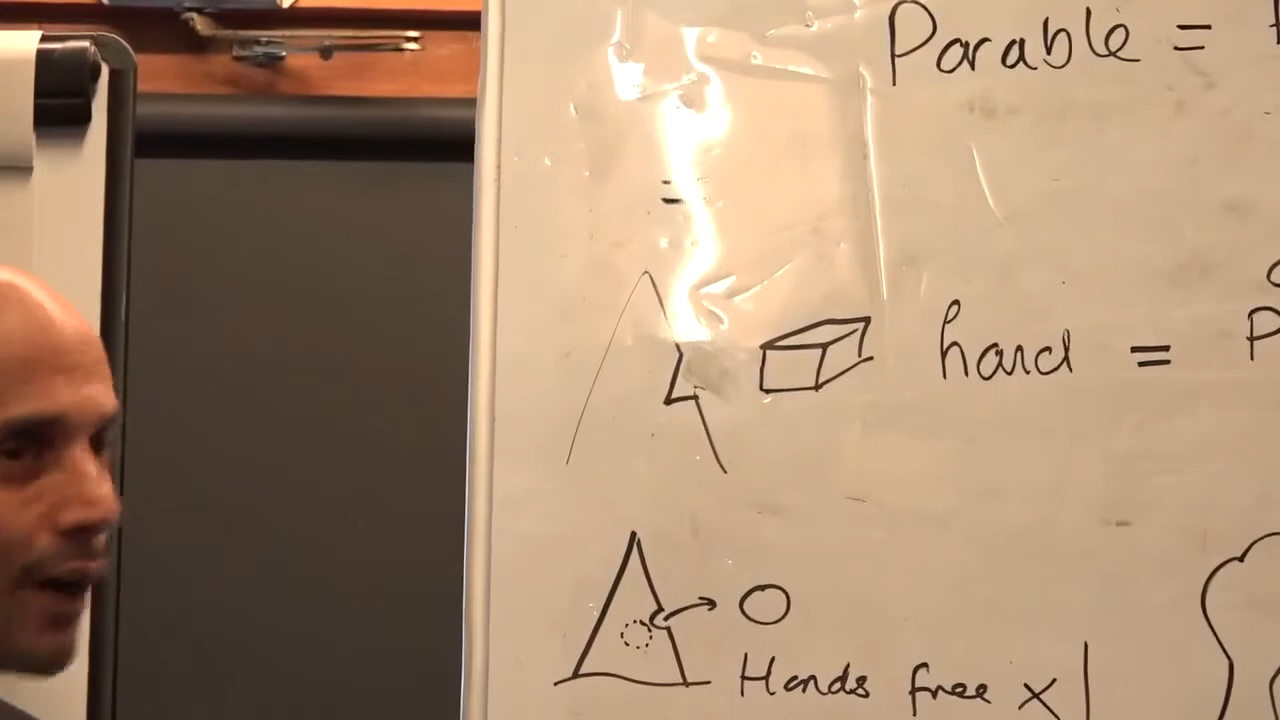 Parable =
=
hard = P
Hands free x